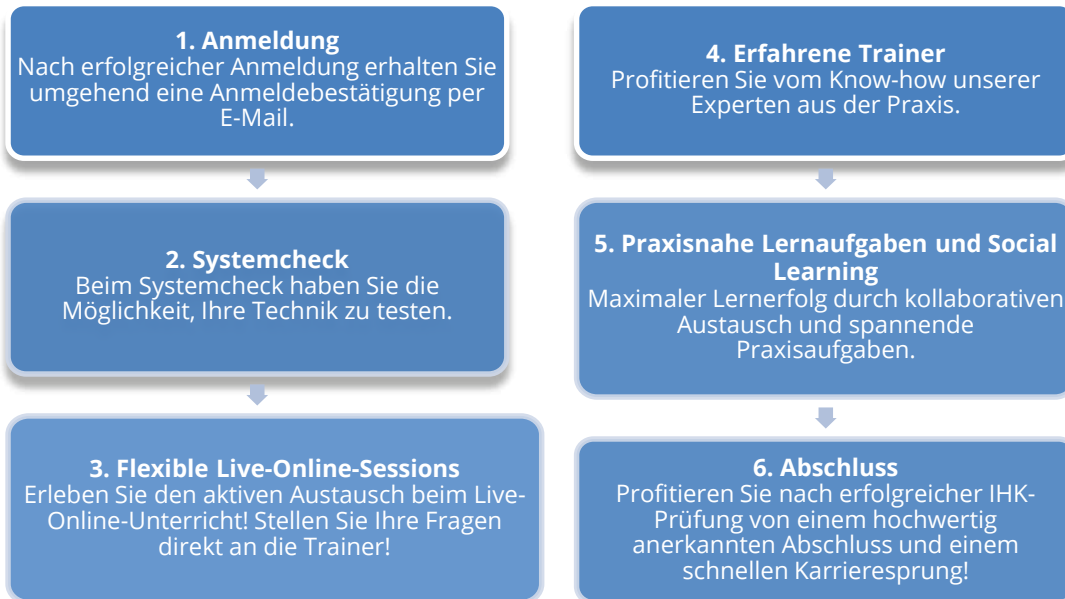 1. Anmeldung
Nach erfolgreicher Anmeldung erhalten Sie
umgehend eine Anmeldebestätigung per
E-Mail.
2. Systemcheck
Beim Systemcheck haben Sie die
Möglichkeit, Ihre Technik zu testen.
3. Flexible Live-Online-Sessions
Erleben Sie den aktiven Austausch beim Live-
Online-Unterricht! Stellen Sie Ihre Fragen
direkt an die Trainer!
4. Erfahrene Trainer
Profitieren Sie vom Know-how unserer
Experten aus der Praxis.
5. Praxisnahe Lernaufgaben und Social
Learning
Maximaler Lernerfolg durch kollaborativen
Austausch und spannende
Praxisaufgaben.
6. Abschluss
Profitieren Sie nach erfolgreicher IHK-
Prüfung von einem hochwertig
anerkannten Abschluss und einem
schnellen Karrieresprung!